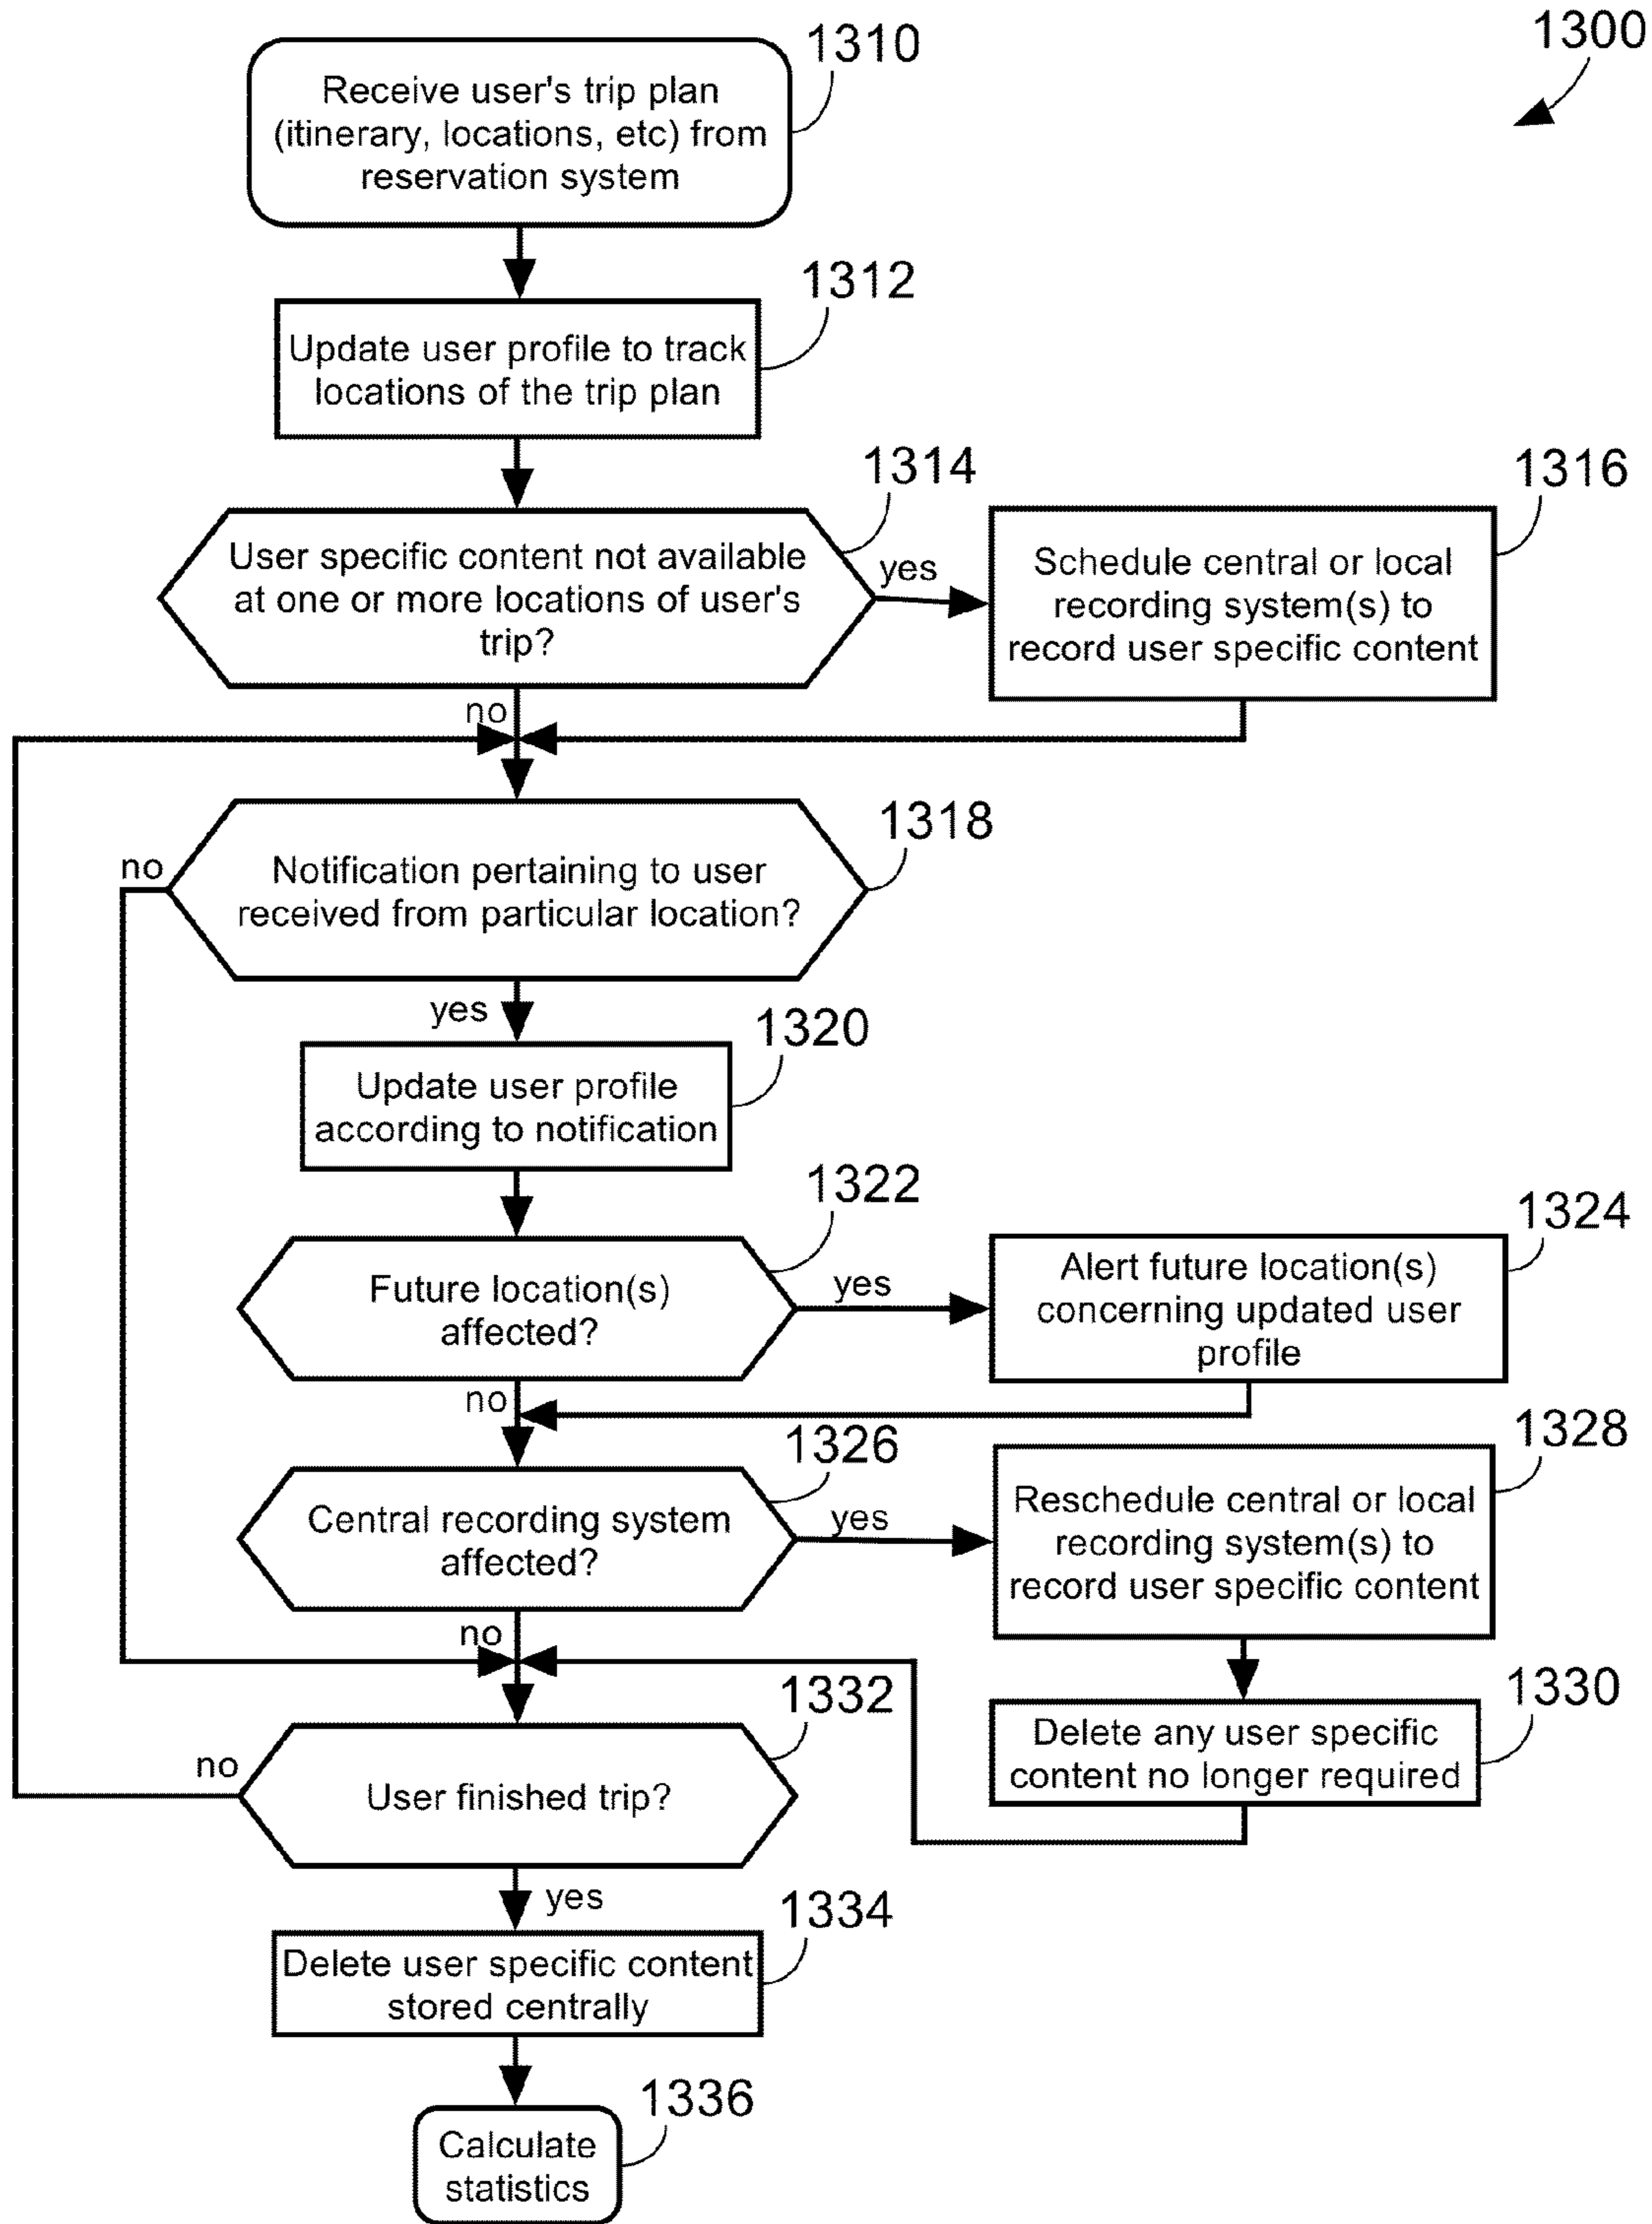 1300
1310
Receive user's trip plan
(itinerary, locations, etc) from
reservation system
1312
Update user profile to track
locations of the trip plan
1314
User specific content not available
at one or more locations of user's
trip?
yes
1316
Schedule central or local
recording system(s) to
record user specific content
no
1318
Notification pertaining to user
received from particular location?
no
yes
1320
Update user profile
according to notification
1322
Future location(s)
affected?
yes
1324
Alert future location(s)
concerning updated user
profile
no
1326
Central recording system
affected?
yes
1328
Reschedule central or local
recording system(s) to
record user specific content
no
1330
Delete any user specific
content no longer required
1332
User finished trip?
no
yes
1334
Delete user specific content
stored centrally
1336
Calculate
statistics